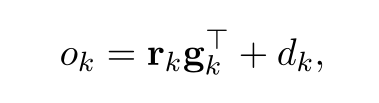 $o_k = \mathbf{r}_k \mathbf{g}_k^\top + d_k,$